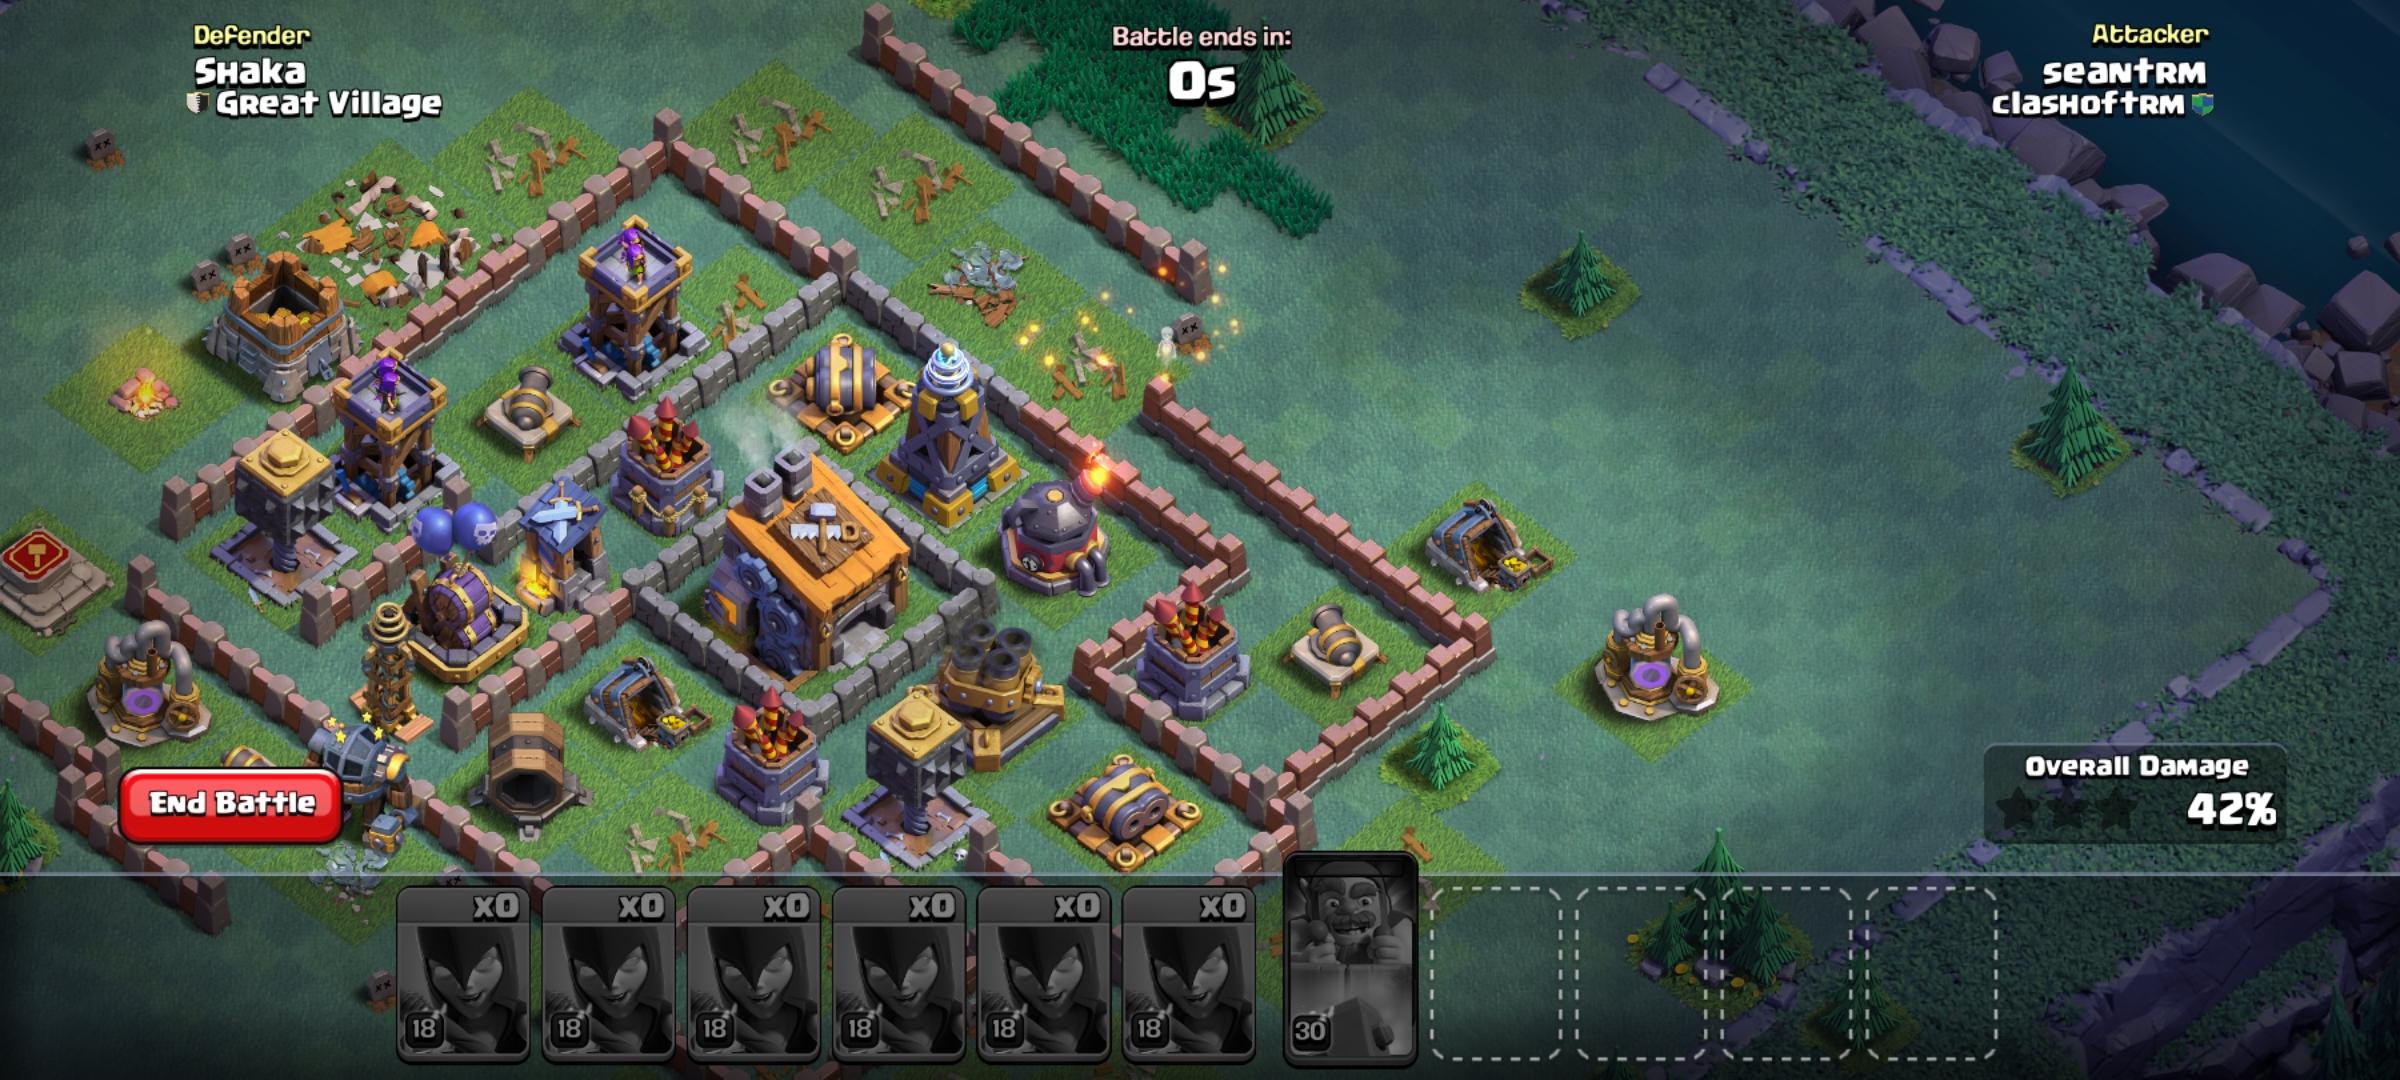 Defender
Shaka
Great Village
Battle ends in:
0s
Attacker
seantRM
clashoftRM
Overall Damage
42%
End Battle
x0
x0
x0
x0
x0
x0
18
18
18
18
18
18
30